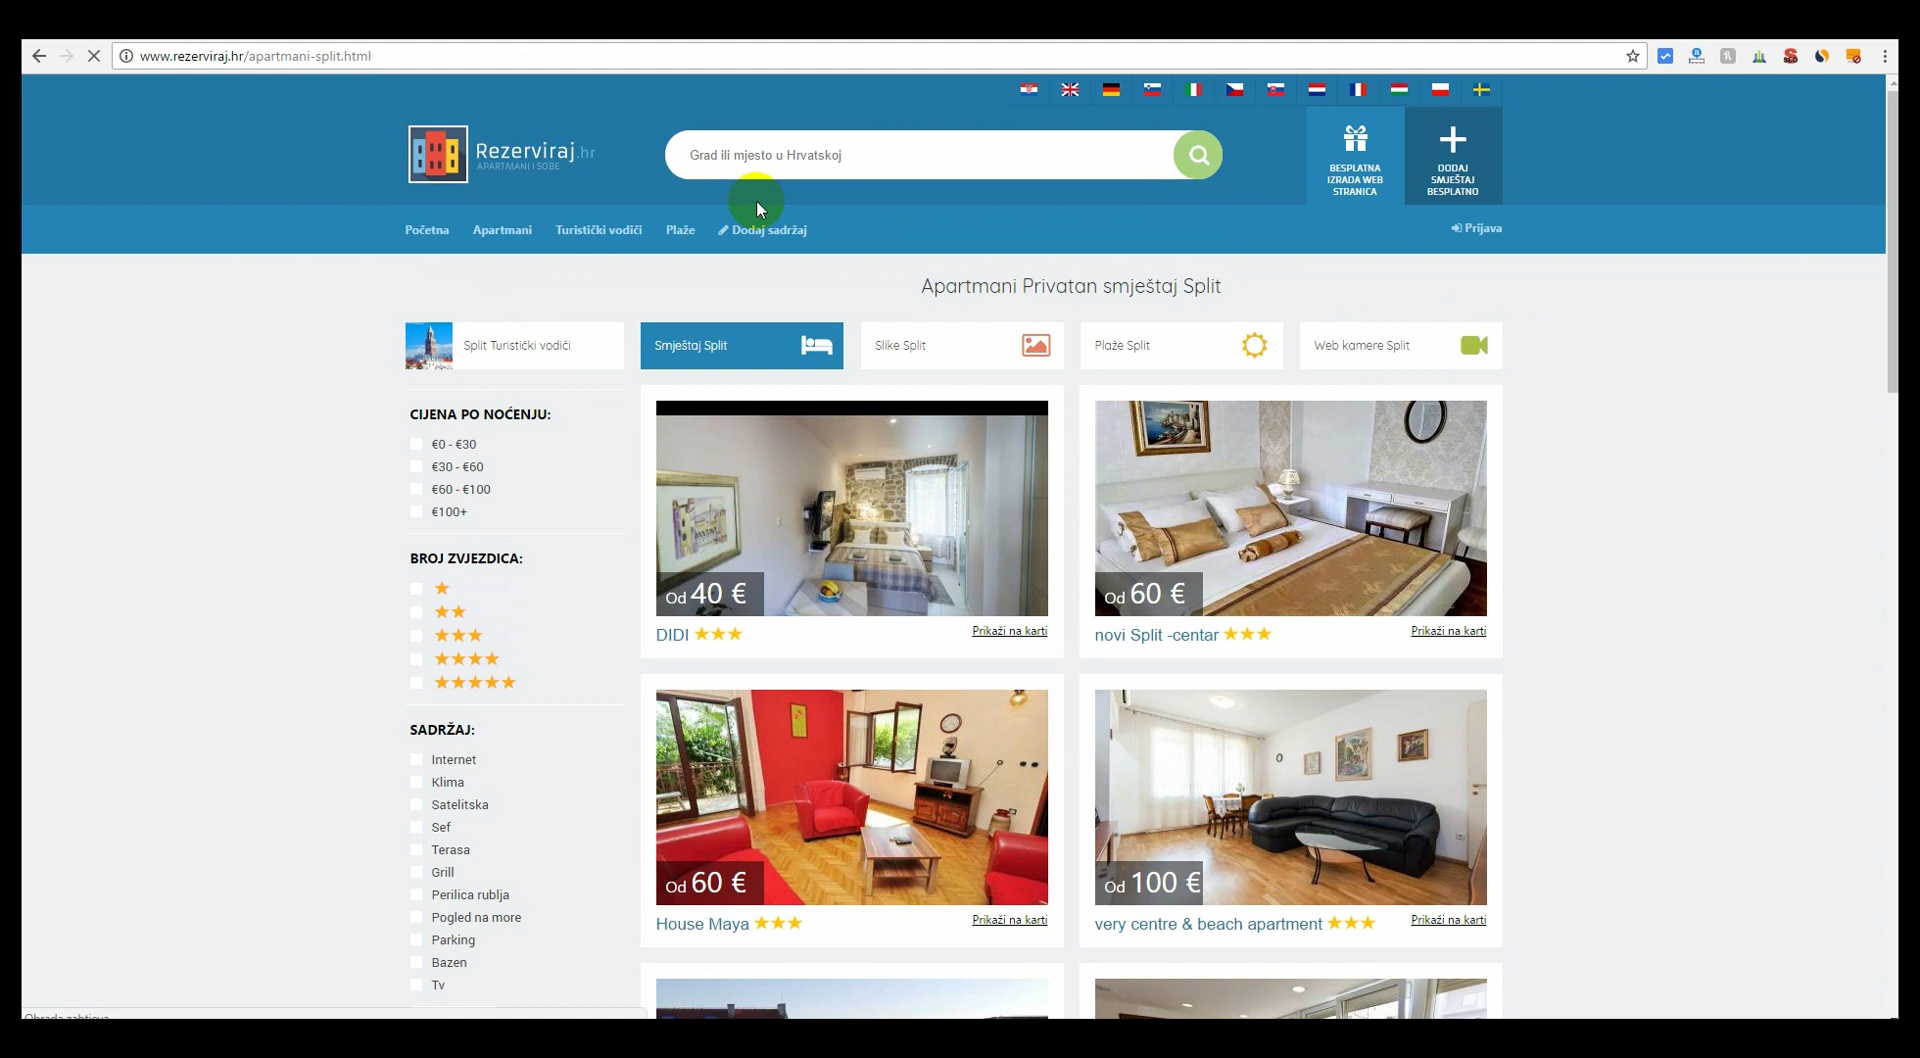 www.rezerviraj.hr/apartmani-split.html
Rezerviraj.hr
APARTMANI I SOBE
Grad ili mjesto u Hrvatskoj
BESPLATNA
IZRADA WEB
STRANICA
DODAJ
SMJEŠTAJ
BESPLATNO
Početna
Apartmani
Turistički vodiči
Plaže
Dodaj sadržaj
Prijava
Apartmani Privatan smještaj Split
Split Turistički vodiči
Smještaj Split
Slike Split
Plaže Split
Web kamere Split
CIJENA PO NOĆENJU:
€0 - €30
€30 - €60
€60 - €100
€100+
BROJ ZVJEZDICA:
SADRŽAJ:
Internet
Klima
Satelitska
Sef
Terasa
Grill
Perilica rublja
Pogled na more
Parking
Bazen
Tv
Od 40 €
DIDI
Prikaži na karti
Od 60 €
novi Split -centar
Prikaži na karti
Od 60 €
House Maya
Prikaži na karti
Od 100 €
very centre & beach apartment
Prikaži na karti
Obrada zahtjeva